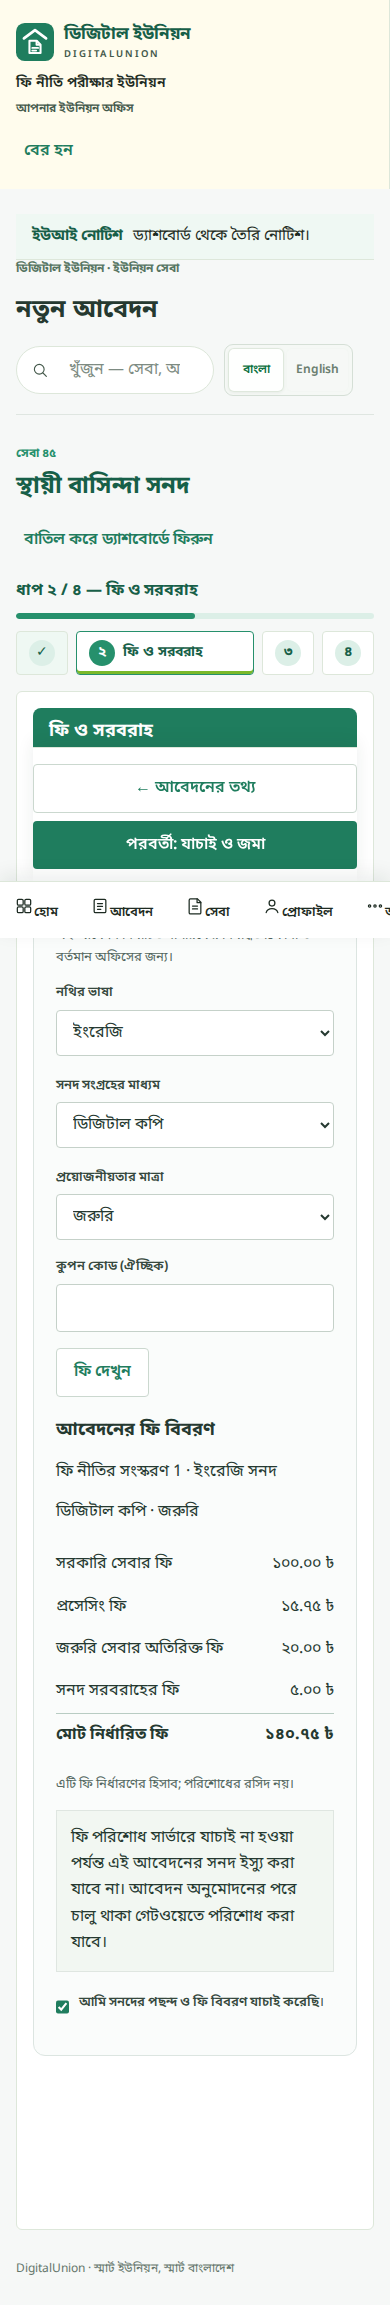 ডিজিটাল ইউনিয়ন
DIGITALUNION
ফি নীতি পরীক্ষার ইউনিয়ন
আপনার ইউনিয়ন অফিস
বের হন
ইউআই নোটিশ ড্যাশবোর্ড থেকে তৈরি নোটিশ।
ডিজিটাল ইউনিয়ন · ইউনিয়ন সেবা
নতুন আবেদন
খুঁজুন — সেবা, অ
বাংলা English
সেবা ৪৫
স্থায়ী বাসিন্দা সনদ
বাতিল করে ড্যাশবোর্ডে ফিরুন
ধাপ ২ / ৪ — ফি ও সরবরাহ
✓ ২ ফি ও সরবরাহ ৩ ৪
ফি ও সরবরাহ
← আবেদনের তথ্য
পরবর্তী: যাচাই ও জমা
হোম আবেদন সেবা প্রোফাইল
বর্তমান অফিসের জন্য।
নথির ভাষা
ইংরেজি
সনদ সংগ্রহের মাধ্যম
ডিজিটাল কপি
প্রয়োজনীয়তার মাত্রা
জরুরি
কুপন কোড (ঐচ্ছিক)
ফি দেখুন
আবেদনের ফি বিবরণ
ফি নীতির সংস্করণ 1 · ইংরেজি সনদ
ডিজিটাল কপি · জরুরি
সরকারি সেবার ফি ১০০.০০ ৳
প্রসেসিং ফি ১৫.৭৫ ৳
জরুরি সেবার অতিরিক্ত ফি ২০.০০ ৳
সনদ সরবরাহের ফি ৫.০০ ৳
মোট নির্ধারিত ফি ১৪০.৭৫ ৳
এটি ফি নির্ধারণের হিসাব; পরিশোধের রসিদ নয়।
ফি পরিশোধ সার্ভারে যাচাই না হওয়া
পর্যন্ত এই আবেদনের সনদ ইস্যু করা
যাবে না। আবেদন অনুমোদনের পরে
চালু থাকা গেটওয়েতে পরিশোধ করা
যাবে।
আমি সনদের পছন্দ ও ফি বিবরণ যাচাই করেছি।
DigitalUnion · স্মার্ট ইউনিয়ন, স্মার্ট বাংলাদেশ